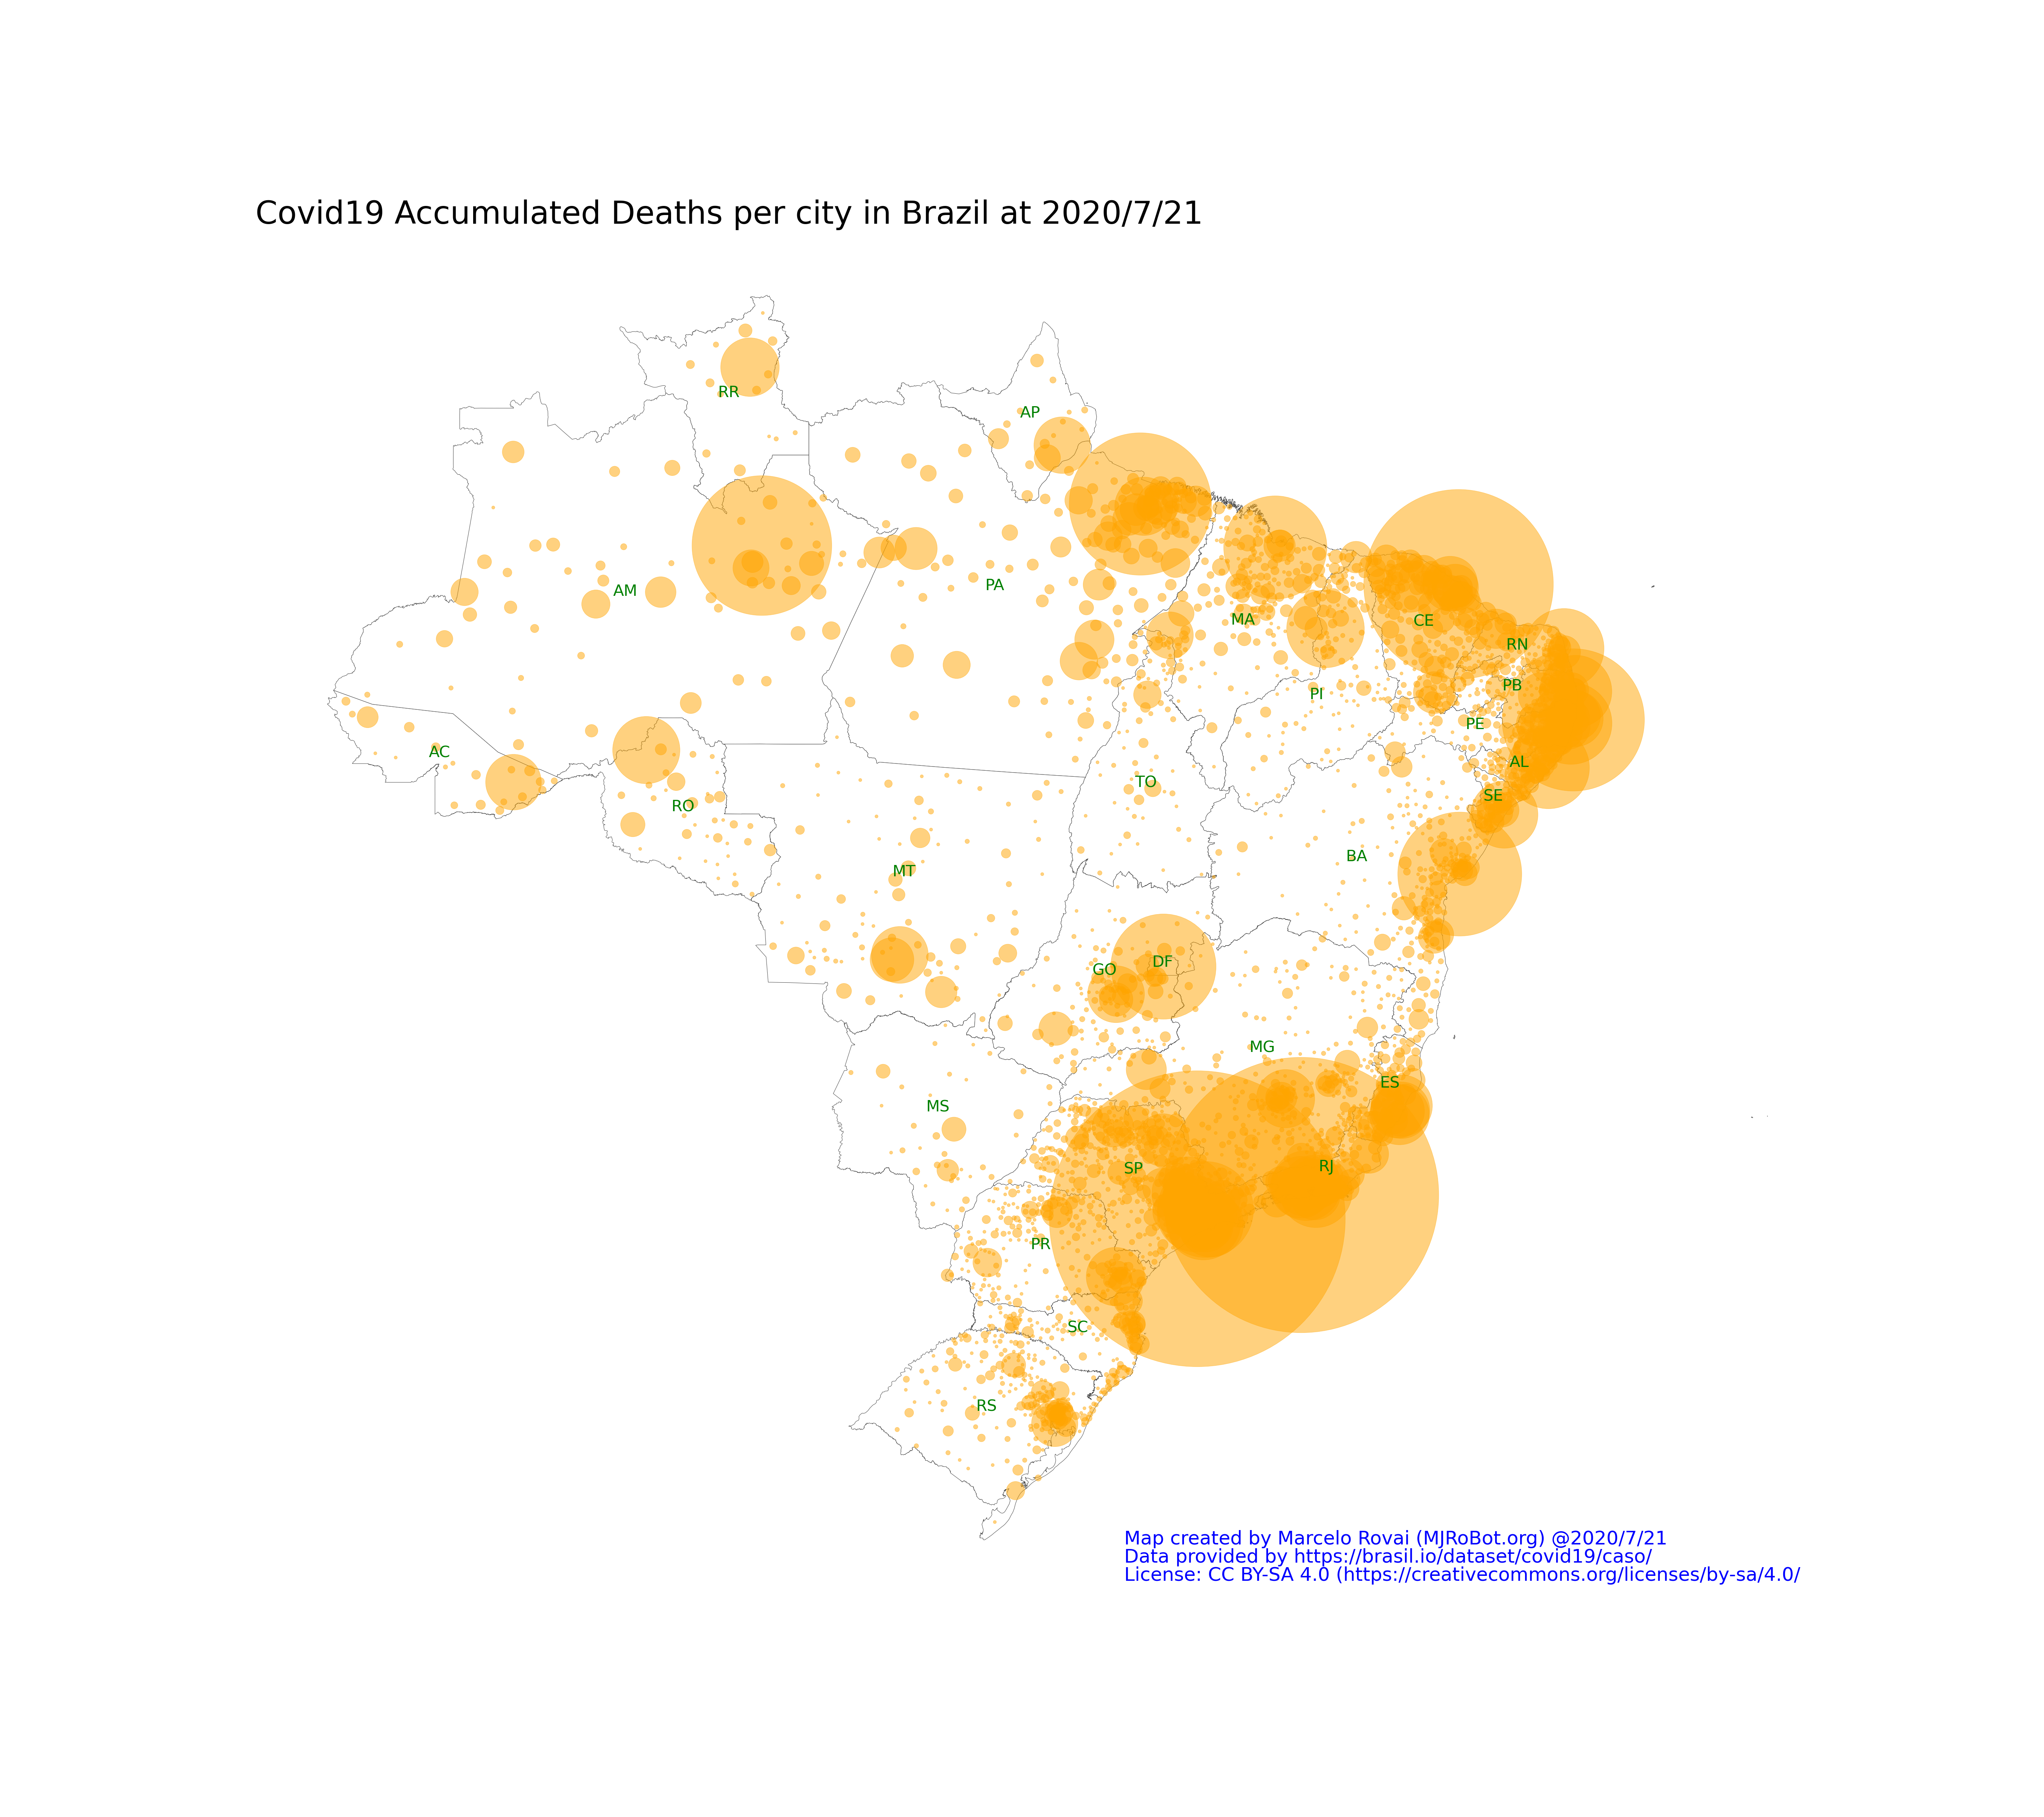 Covid19 Accumulated Deaths per city in Brazil at 2020/7/21
RR
AP
AM
PA
MA
CE
RN
PB
PI
PE
AC
AL
TO
SE
RO
BA
MT
DF
GO
MG
ES
MS
RJ
SP
PR
SC
RS
Map created by Marcelo Rovai (MJRoBot.org) @2020/7/21
Data provided by https://brasil.io/dataset/covid19/caso/
License: CC BY-SA 4.0 (https://creativecommons.org/licenses/by-sa/4.0/